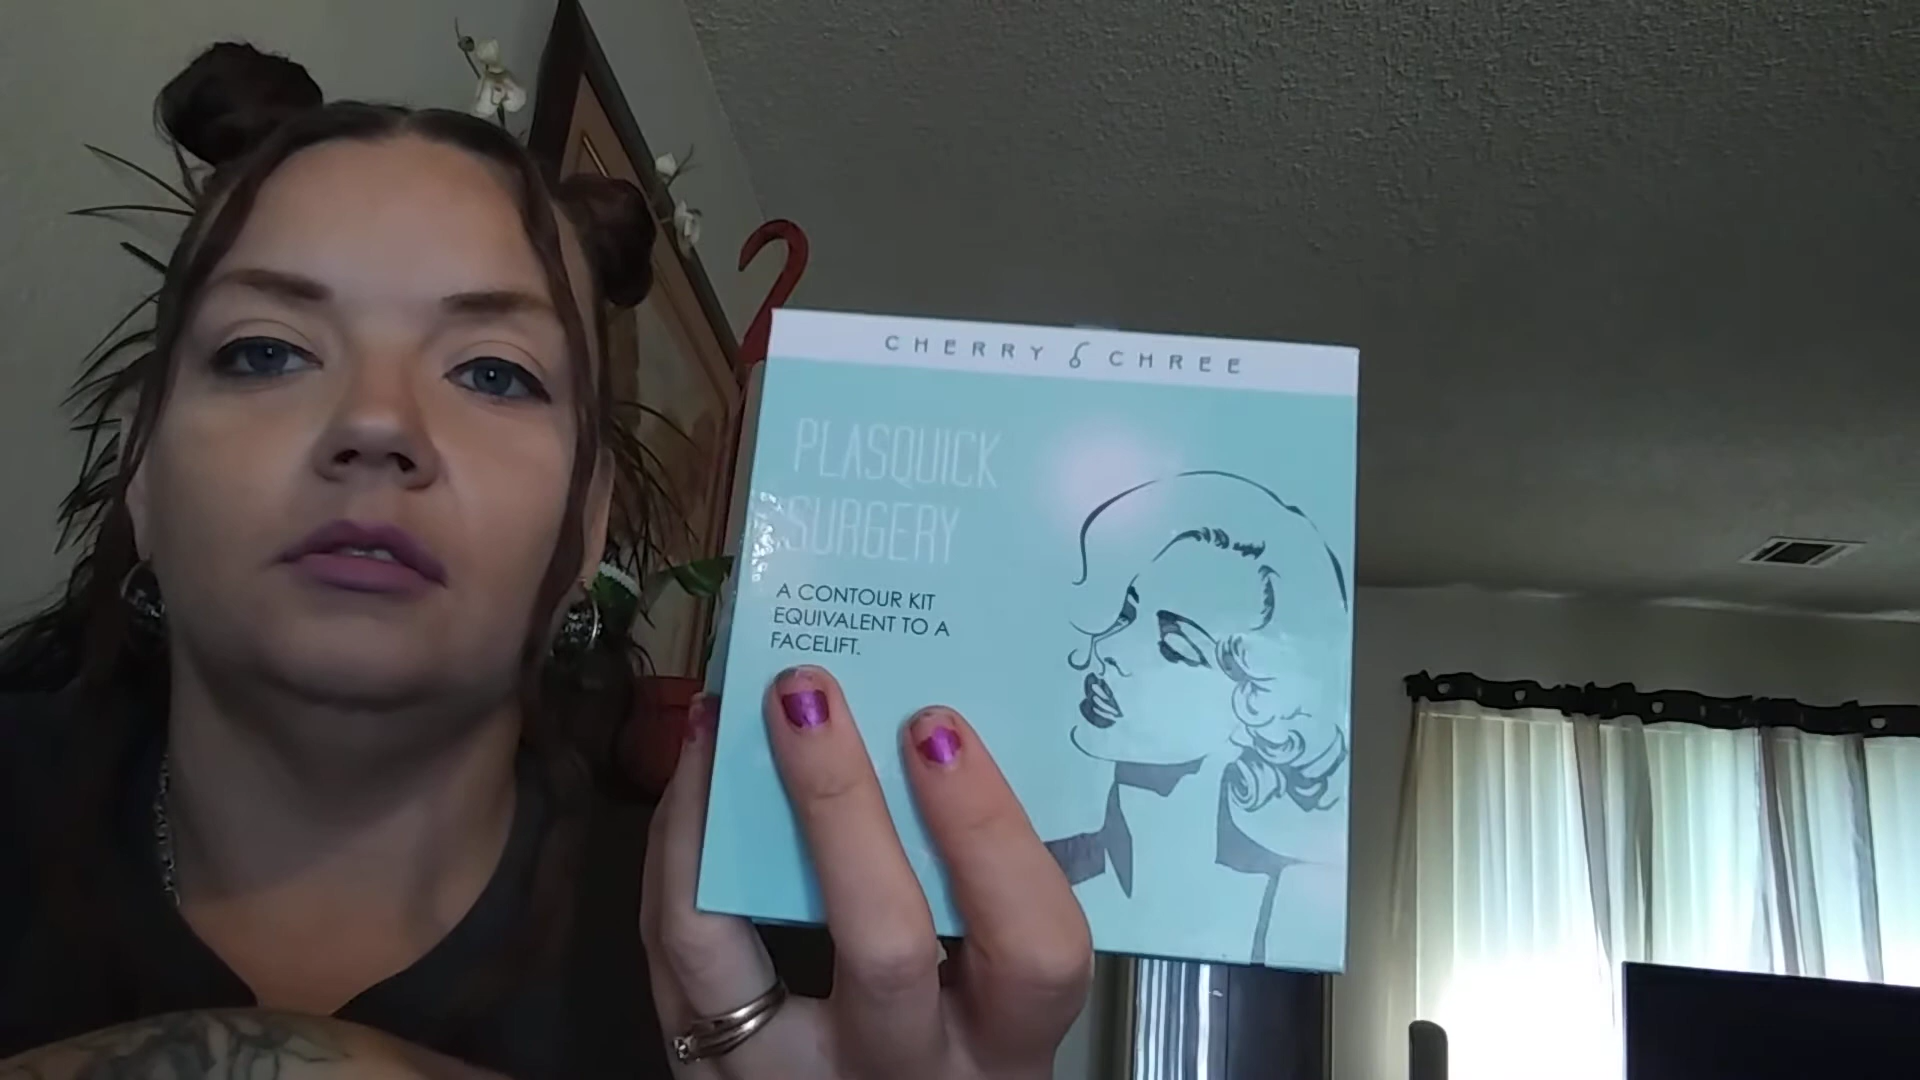 CHERRY CHREE
PLASQUICK
SURGERY
A CONTOUR KIT
EQUIVALENT TO A
FACELIFT.